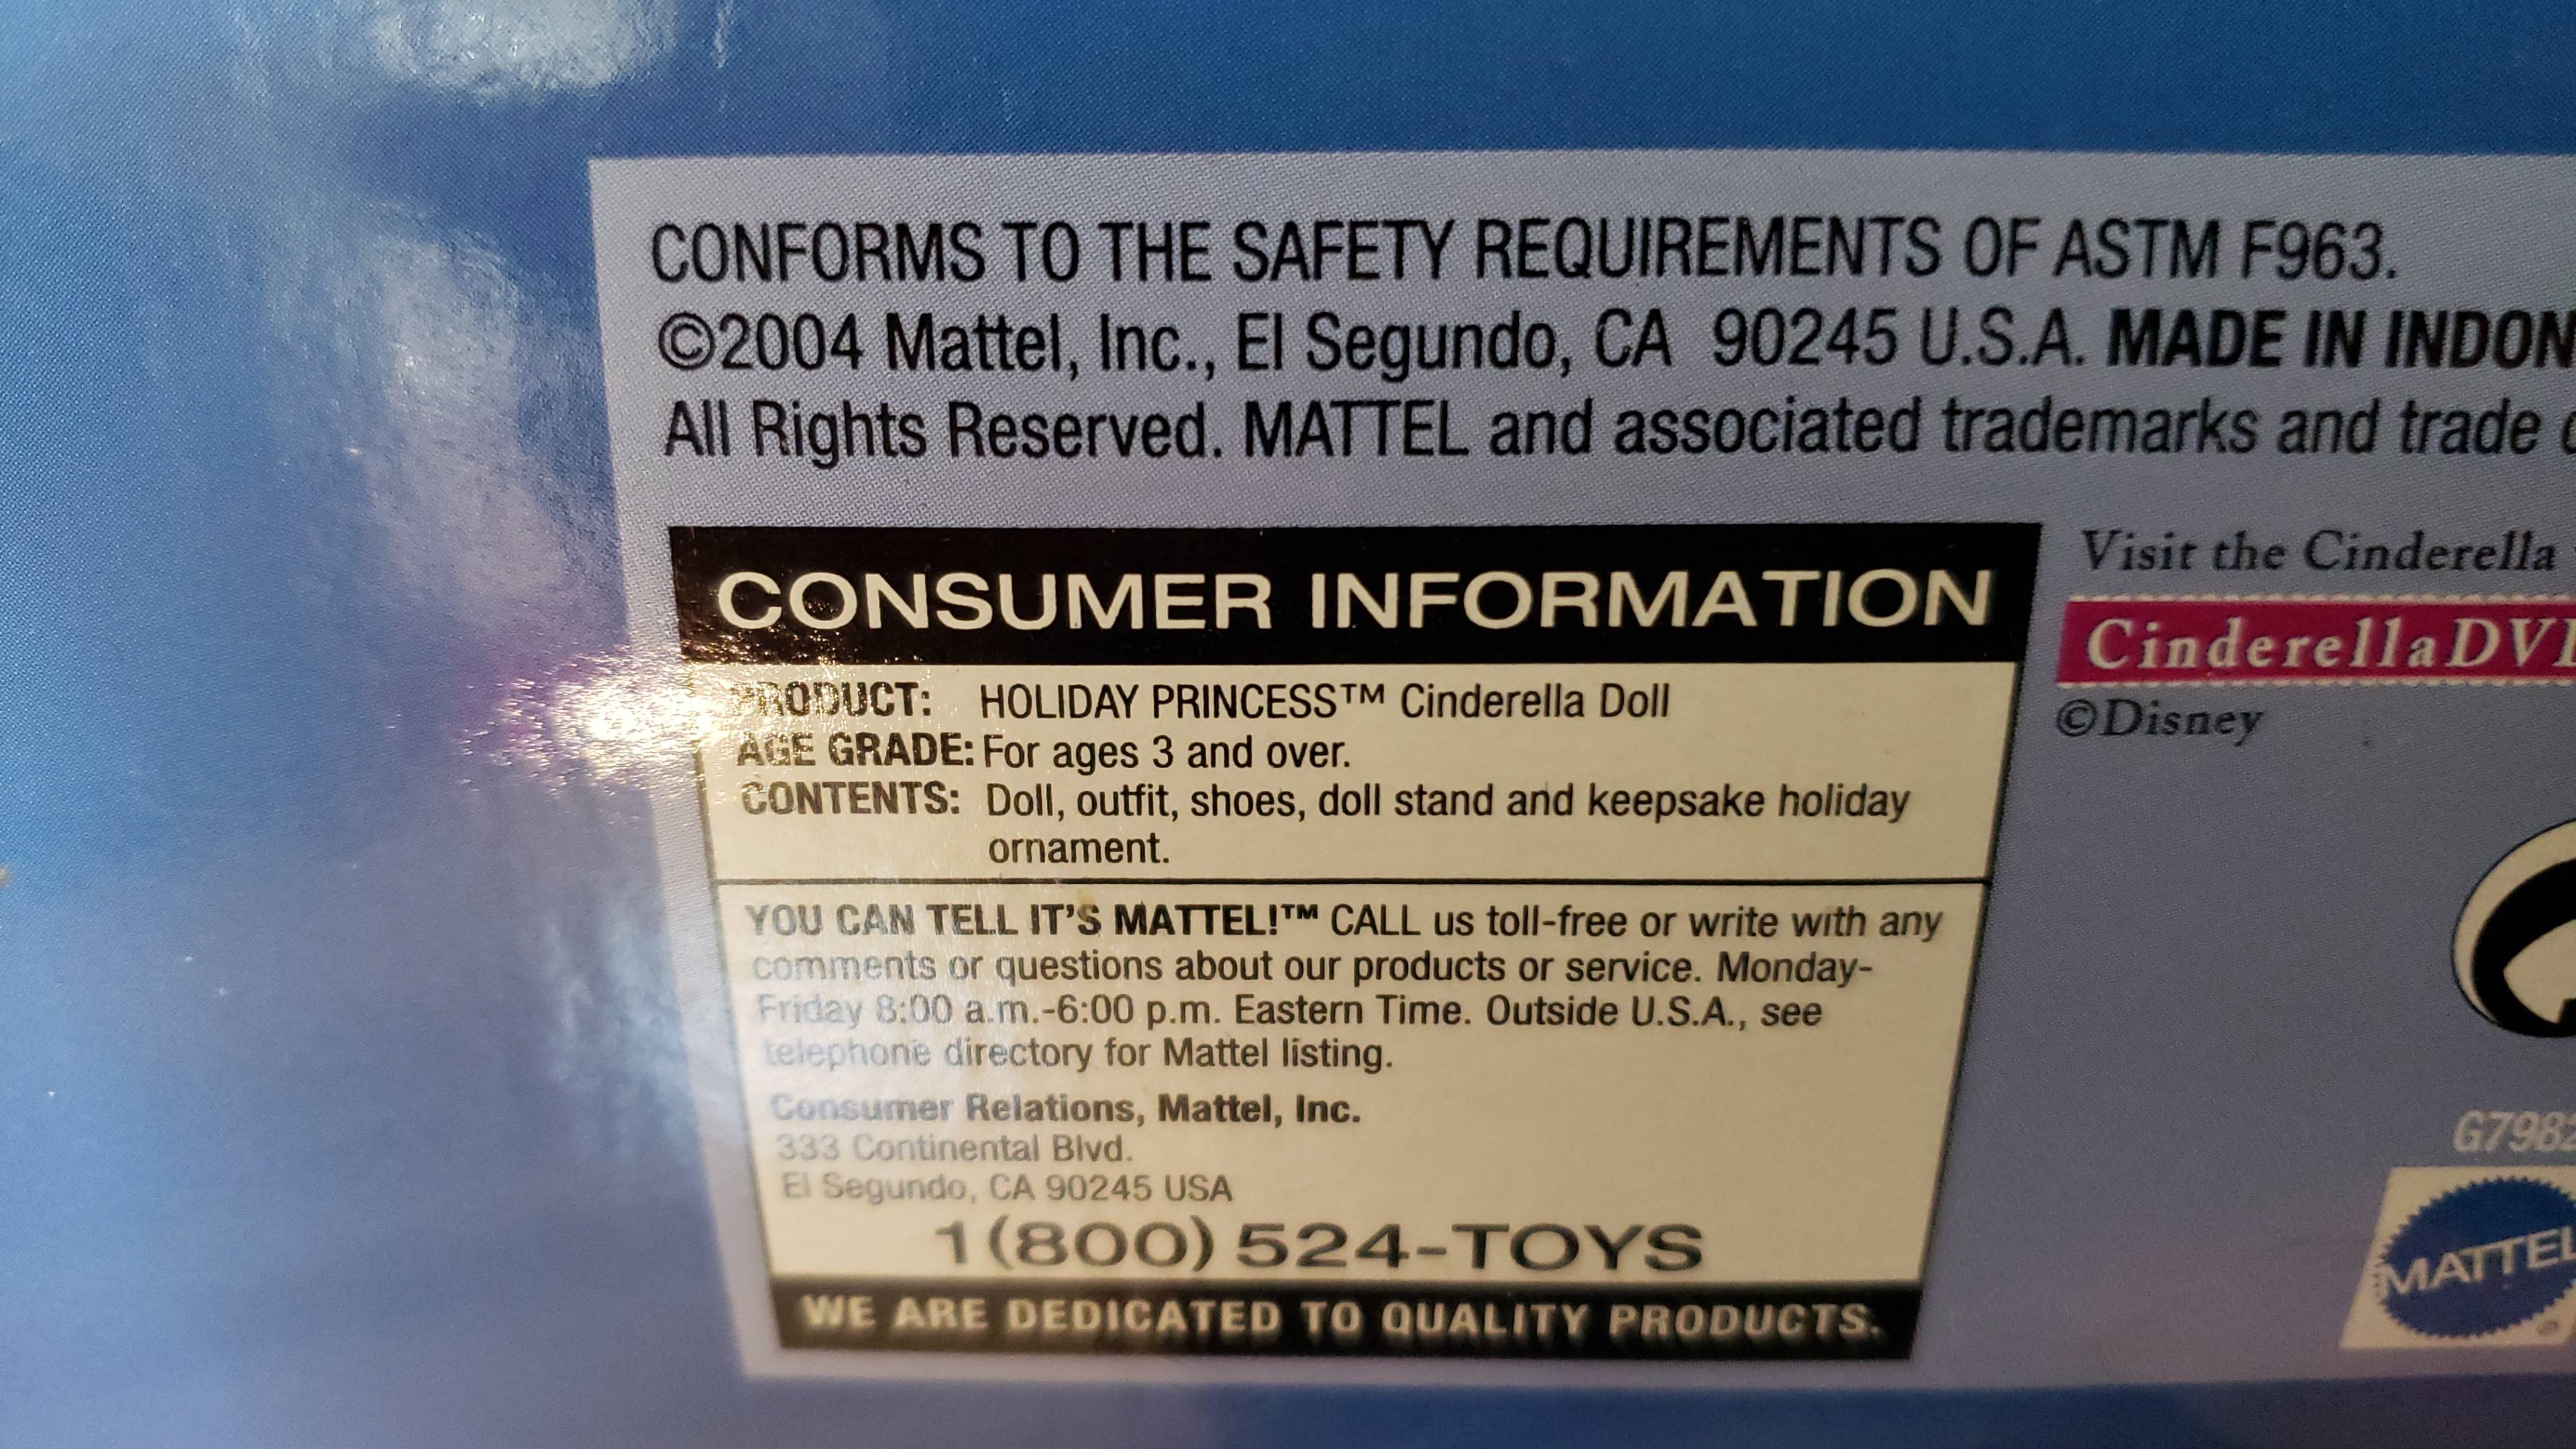 CONFORMS TO THE SAFETY REQUIREMENTS OF ASTM F963.
©2004 Mattel, Inc., El Segundo, CA 90245 U.S.A. MADE IN INDON
All Rights Reserved. MATTEL and associated trademarks and trade
CONSUMER INFORMATION
PRODUCT: HOLIDAY PRINCESS™ Cinderella Doll
AGE GRADE: For ages 3 and over.
CONTENTS: Doll, outfit, shoes, doll stand and keepsake holiday
ornament.
YOU CAN TELL IT'S MATTEL!™ CALL us toll-free or write with any
comments or questions about our products or service. Monday-
Friday 8:00 a.m.-6:00 p.m. Eastern Time. Outside U.S.A., see
telephone directory for Mattel listing.
Consumer Relations, Mattel, Inc.
333 Continental Blvd.
El Segundo, CA 90245 USA
1(800) 524-TOYS
WE ARE DEDICATED TO QUALITY PRODUCTS.
Visit the Cinderella
CinderellaDV
©Disney
G7982
MATTEL